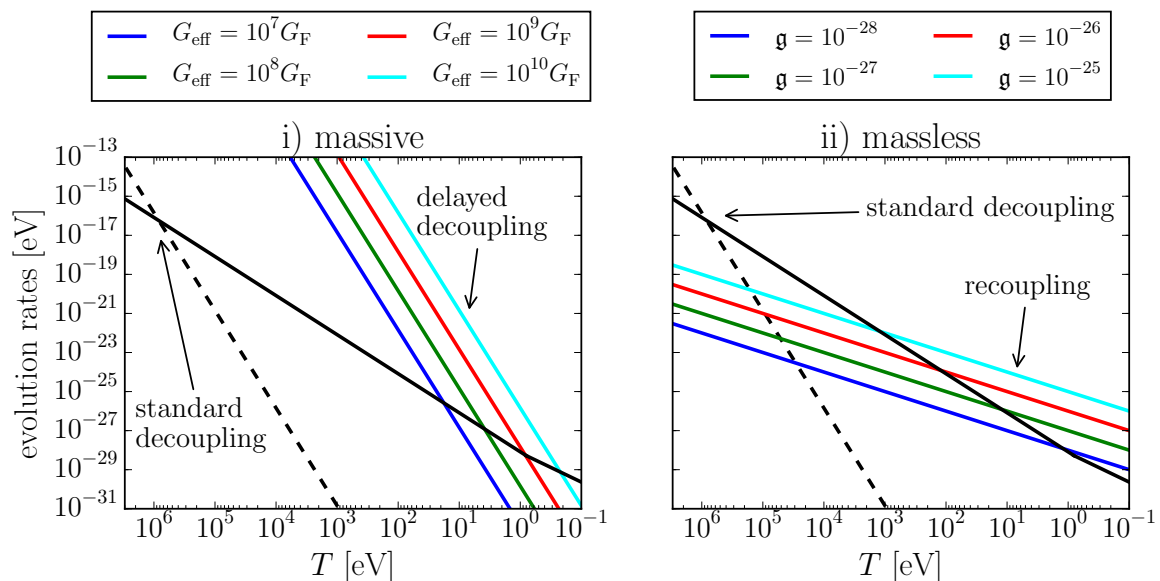 G_eff = 10^7 G_F
G_eff = 10^9 G_F
G_eff = 10^8 G_F
G_eff = 10^10 G_F
𝔤 = 10^−28
𝔤 = 10^−26
𝔤 = 10^−27
𝔤 = 10^−25
i) massive
ii) massless
evolution rates [eV]
10^−13
10^−15
10^−17
10^−19
10^−21
10^−23
10^−25
10^−27
10^−29
10^−31
delayed
decoupling
standard
decoupling
standard decoupling
recoupling
10^6
10^5
10^4
10^3
10^2
10^1
10^0
10^−1
T [eV]
10^6
10^5
10^4
10^3
10^2
10^1
10^0
10^−1
T [eV]